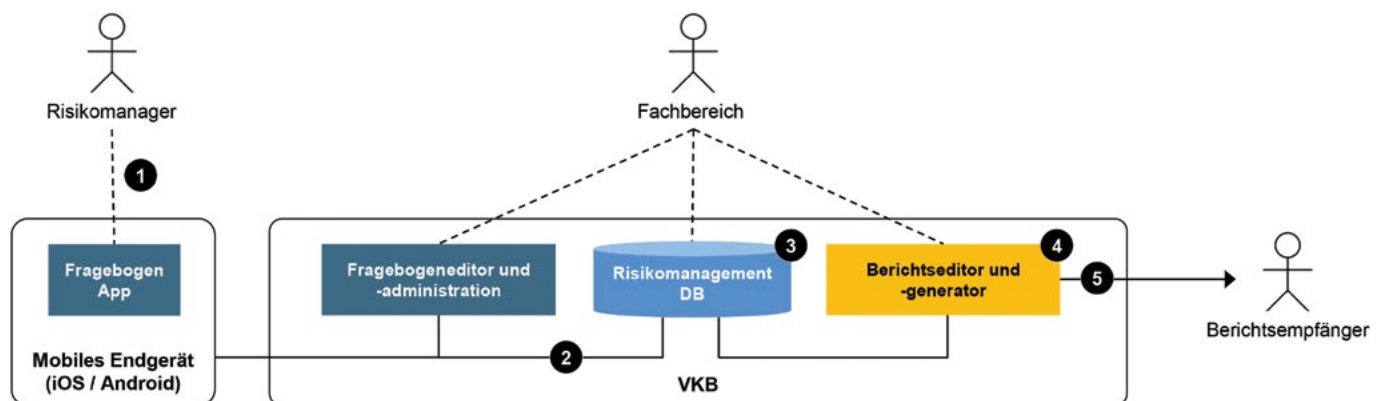 Risikomanager
Fachbereich
1
Fragebogen
App
Mobiles Endgerät
(iOS / Android)
Fragebogeneditor und
-administration
3
Risikomanagement
DB
4
Berichtseditor und
-generator
5
Berichtsempfänger
2
VKB